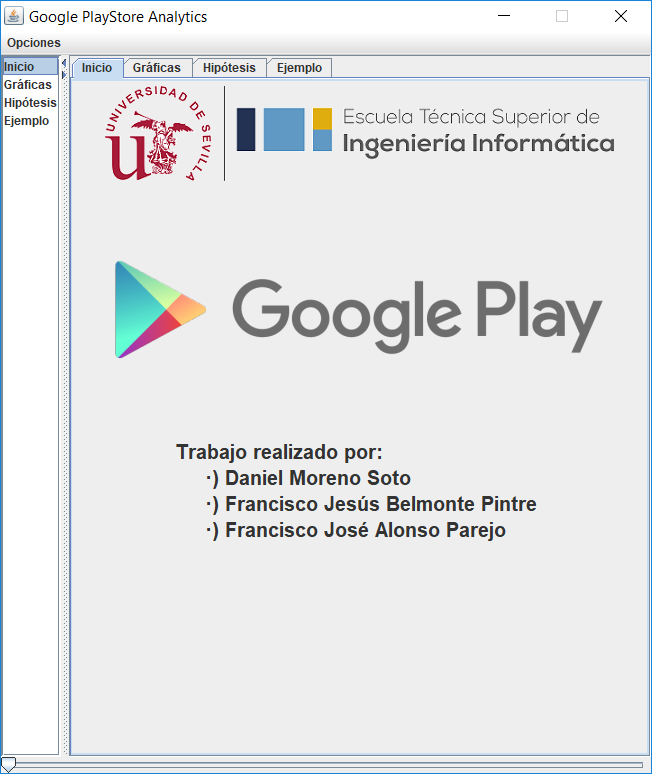 Google PlayStore Analytics
Opciones
Inicio
Gráficas
Hipótesis
Ejemplo
Inicio Gráficas Hipótesis Ejemplo
UNIVERSIDAD DE SEVILLA
Escuela Técnica Superior de
Ingeniería Informática
Google Play
Trabajo realizado por:
·) Daniel Moreno Soto
·) Francisco Jesús Belmonte Pintre
·) Francisco José Alonso Parejo